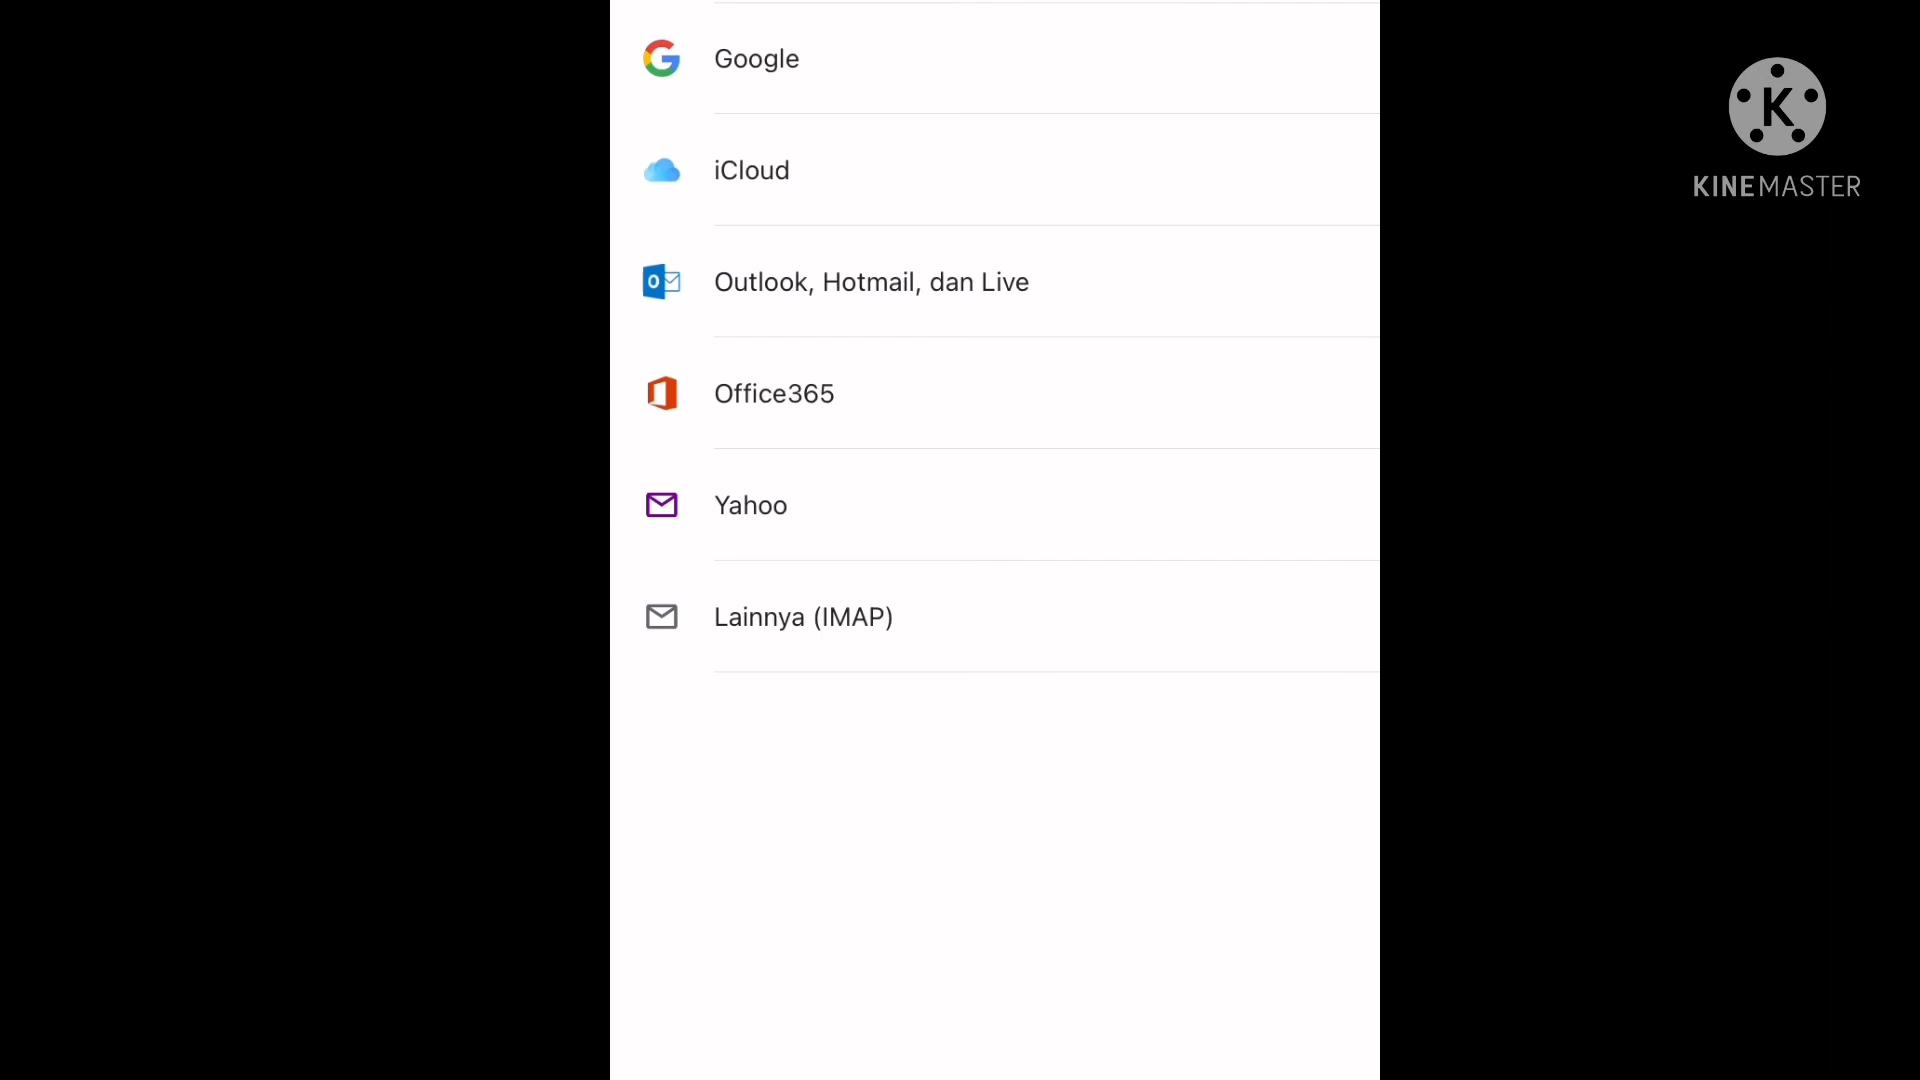 Google
iCloud
Outlook, Hotmail, dan Live
Office365
Yahoo
Lainnya (IMAP)
K
KINEMASTER